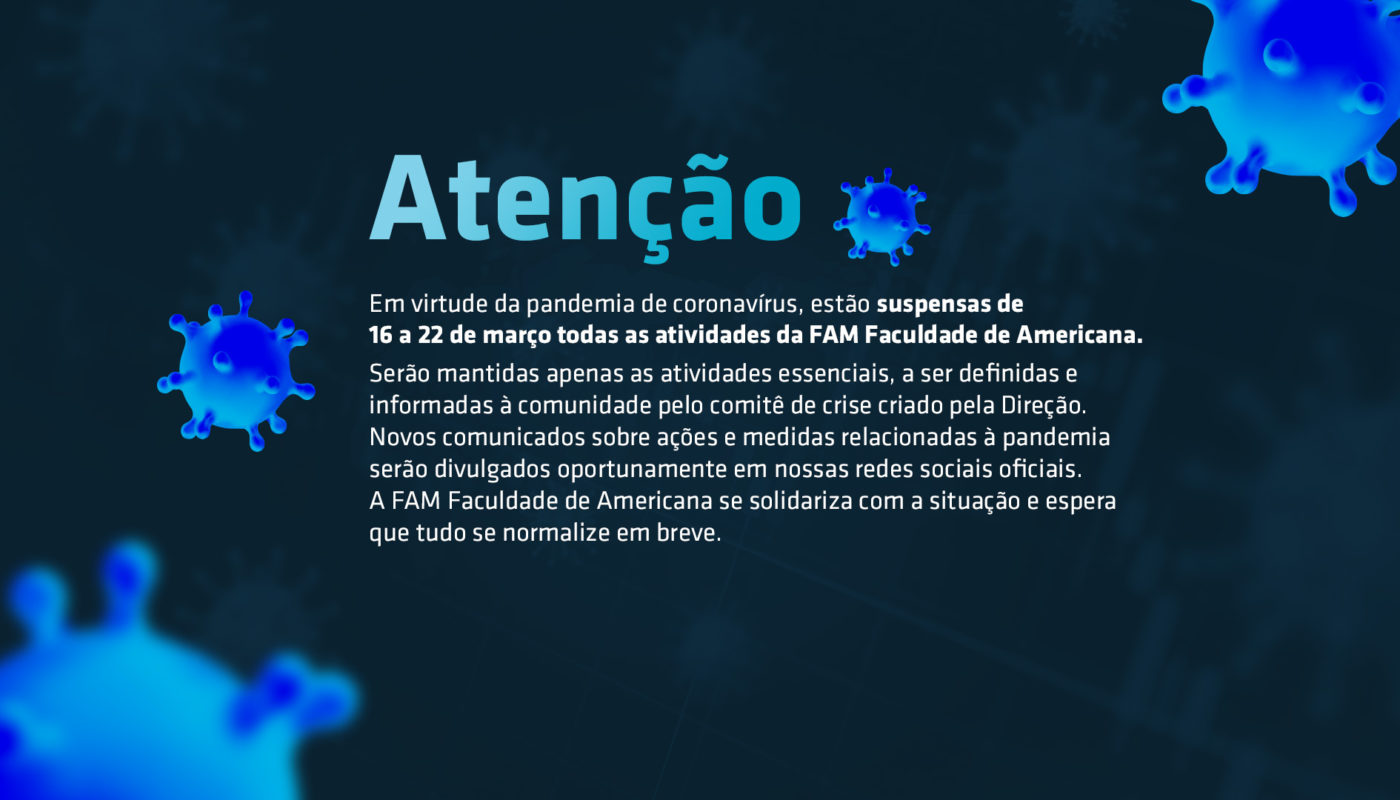 Atenção
Em virtude da pandemia de coronavírus, estão suspensas de
16 a 22 de março todas as atividades da FAM Faculdade de Americana.
Serão mantidas apenas as atividades essenciais, a ser definidas e
informadas à comunidade pelo comitê de crise criado pela Direção.
Novos comunicados sobre ações e medidas relacionadas à pandemia
serão divulgados oportunamente em nossas redes sociais oficiais.
A FAM Faculdade de Americana se solidariza com a situação e espera
que tudo se normalize em breve.